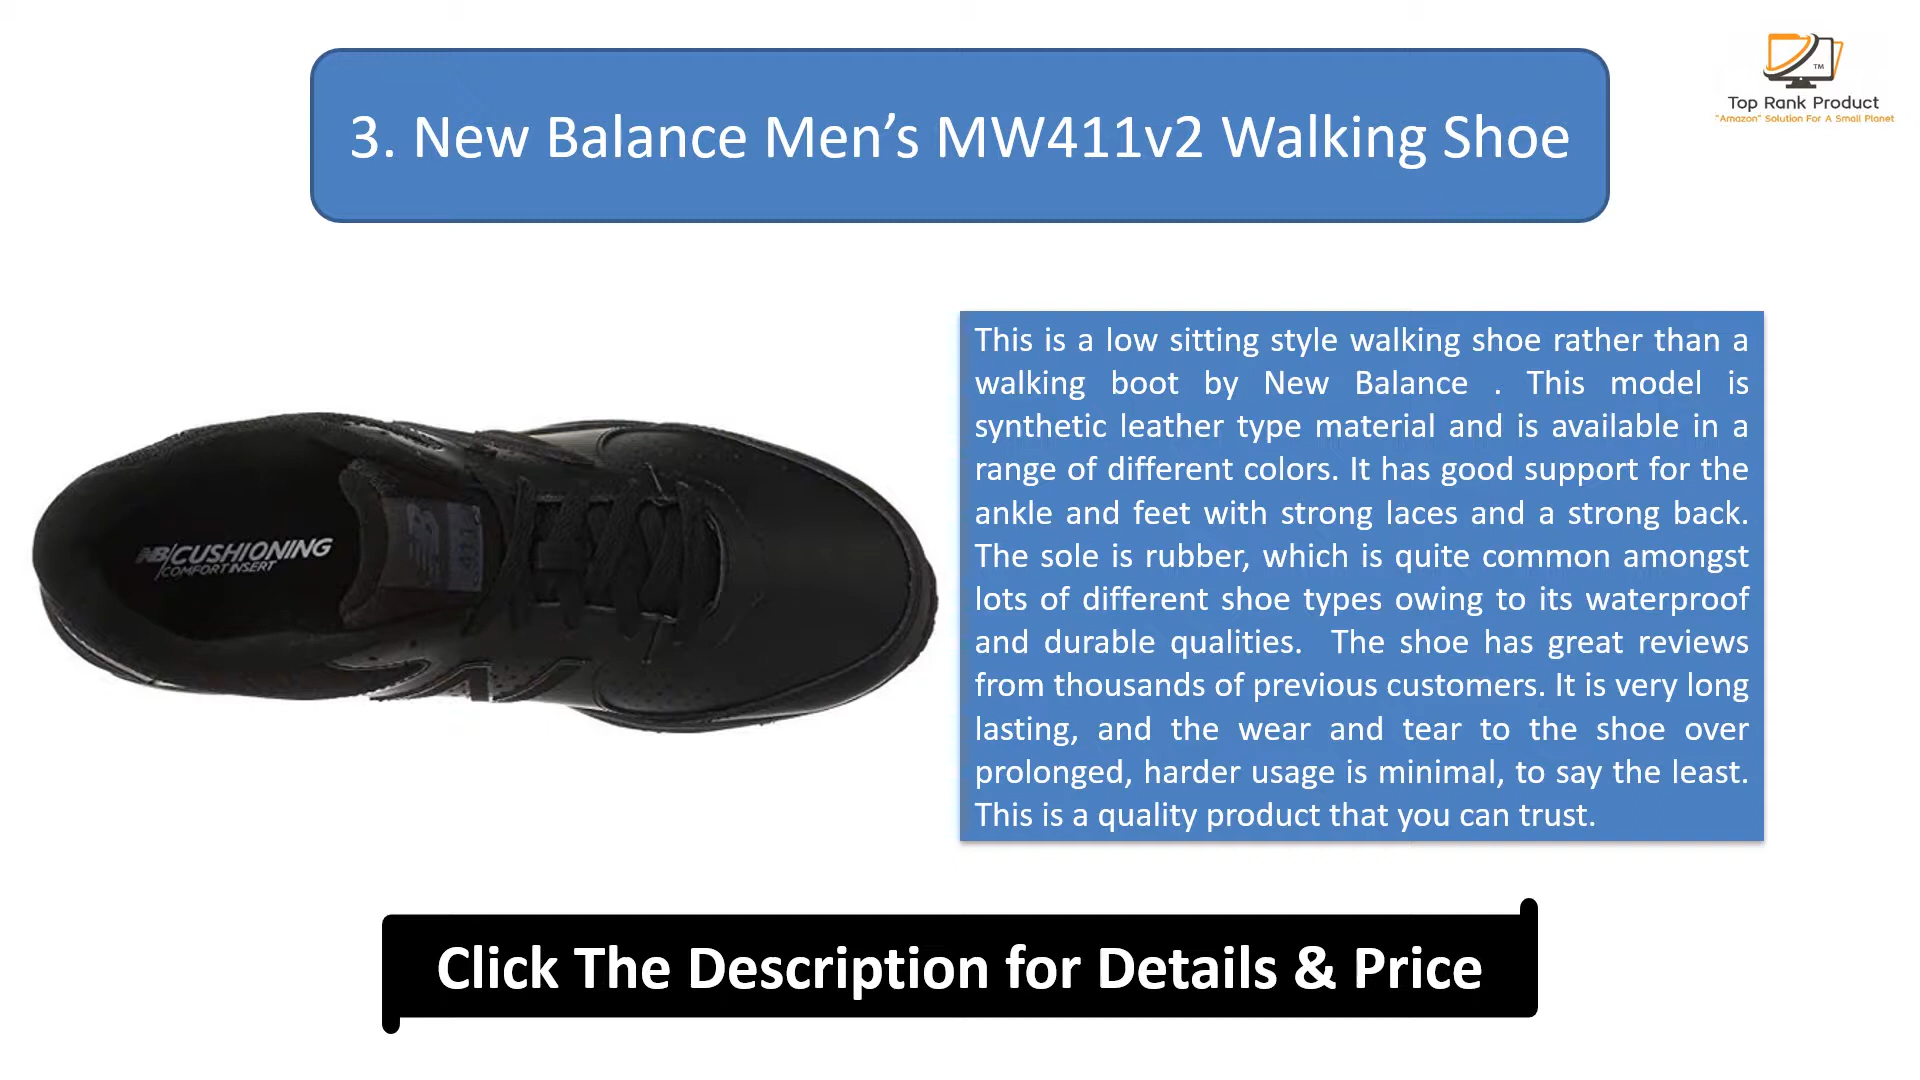 3. New Balance Men’s MW411v2 Walking Shoe
TM
Top Rank Product
"Amazon" Solution For A Small Planet
This is a low sitting style walking shoe rather than a
walking boot by New Balance . This model is
synthetic leather type material and is available in a
range of different colors. It has good support for the
ankle and feet with strong laces and a strong back.
The sole is rubber, which is quite common amongst
lots of different shoe types owing to its waterproof
and durable qualities.  The shoe has great reviews
from thousands of previous customers. It is very long
lasting, and the wear and tear to the shoe over
prolonged, harder usage is minimal, to say the least.
This is a quality product that you can trust.
NB/CUSHIONING
/COMFORT INSERT
411
Click The Description for Details & Price